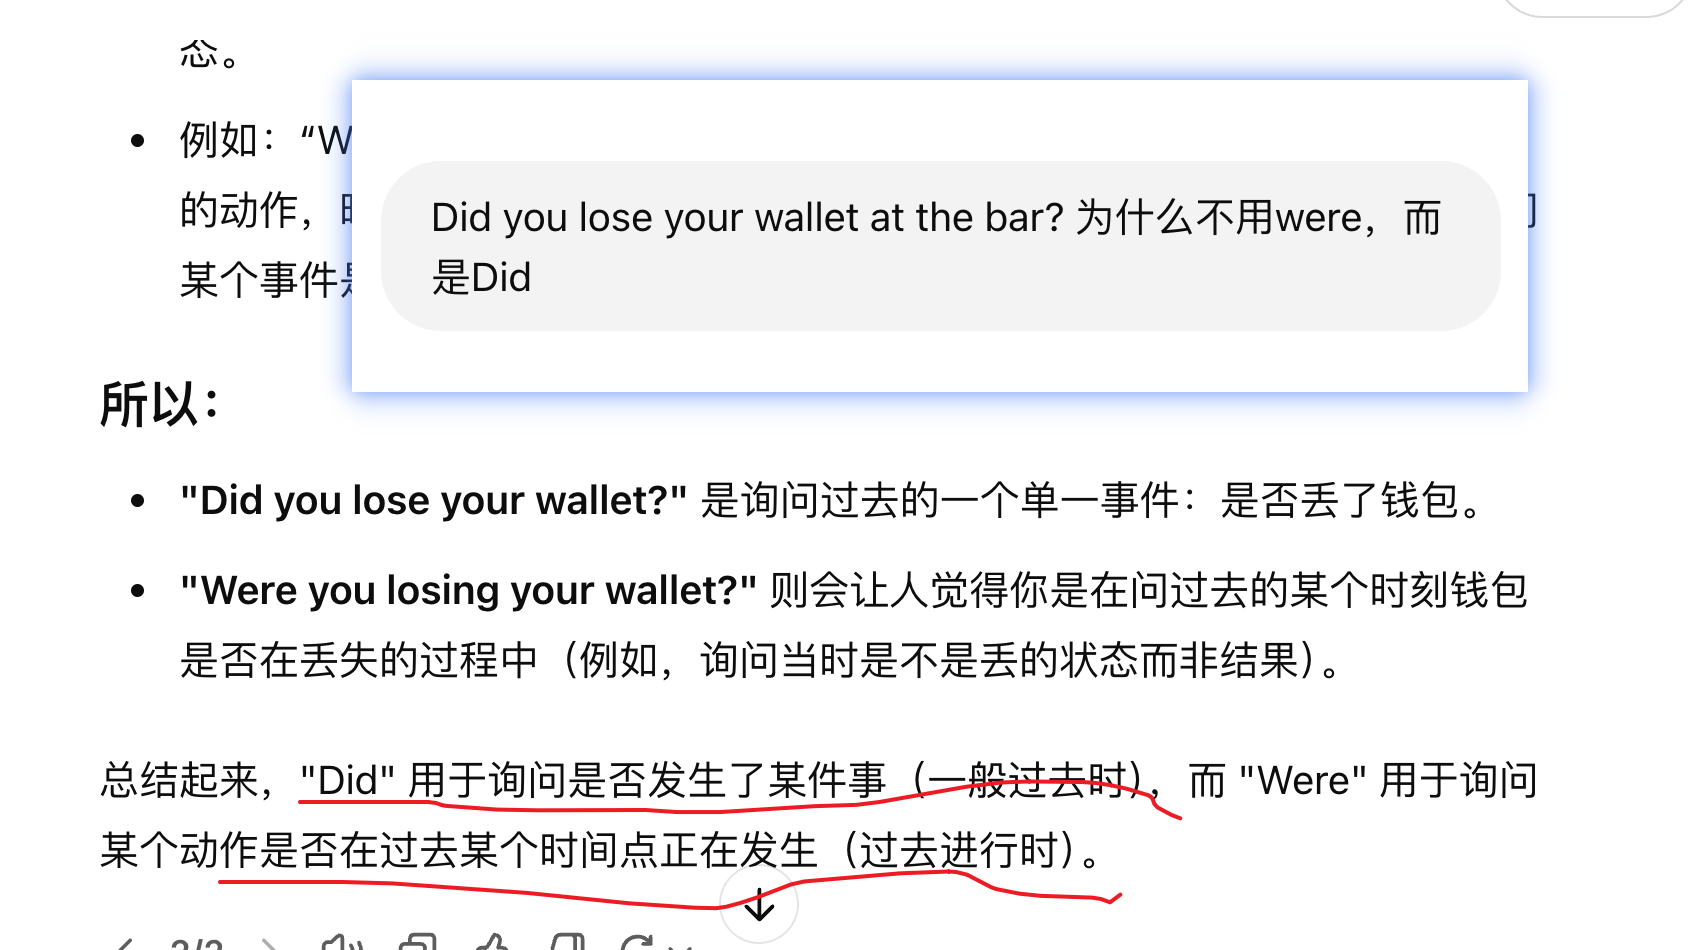 态。
例如：“W
的动作，
某个事件是
Did you lose your wallet at the bar? 为什么不用were，而
是Did
所以：
"Did you lose your wallet?" 是询问过去的一个单一事件：是否丢了钱包。
"Were you losing your wallet?" 则会让人觉得你是在问过去的某个时刻钱包
是否在丢失的过程中（例如，询问当时是不是丢的状态而非结果）。
总结起来，"Did" 用于询问是否发生了某件事（一般过去时），而 "Were" 用于询问
某个动作是否在过去某个时间点正在发生（过去进行时）。